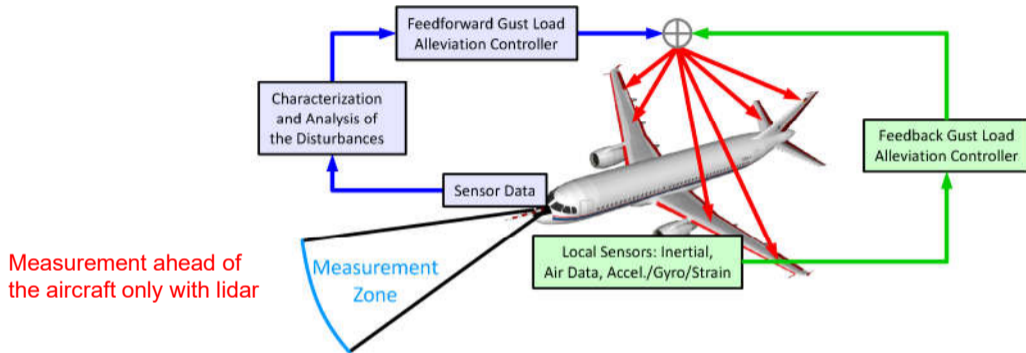 Feedforward Gust Load
Alleviation Controller
Characterization
and Analysis of
the Disturbances
Feedback Gust Load
Alleviation Controller
Sensor Data
Local Sensors: Inertial,
Air Data, Accel./Gyro/Strain
Measurement ahead of
the aircraft only with lidar
Measurement
Zone